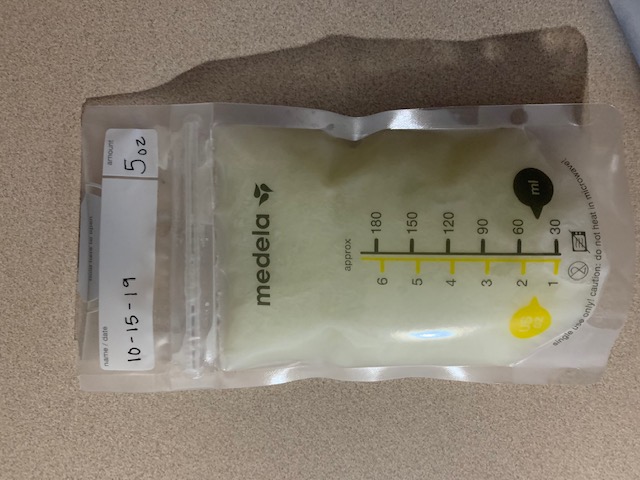 name / date
10-15-19
amount
5 oz
medela
approx
6 180
5 150
4 120
3 90
2 60
1 30
ml
single use only! caution: do not heat in microwave!